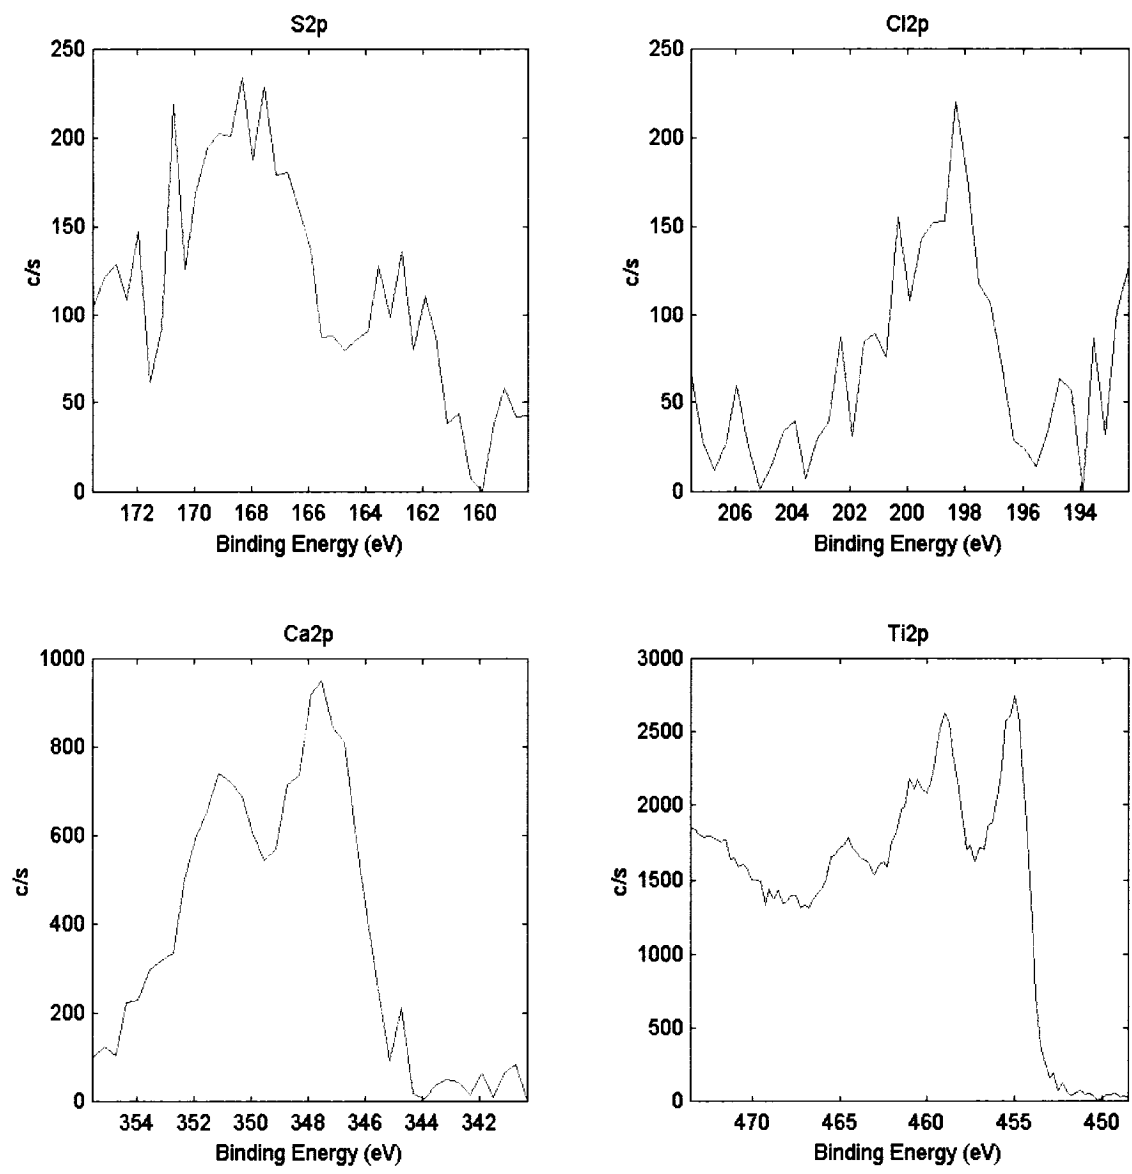 S2p
Cl2p
250
200
150
100
50
0
c/s
172 170 168 166 164 162 160
Binding Energy (eV)
250
200
150
100
50
0
c/s
206 204 202 200 198 196 194
Binding Energy (eV)
Ca2p
Ti2p
1000
800
600
400
200
0
c/s
354 352 350 348 346 344 342
Binding Energy (eV)
3000
2500
2000
1500
1000
500
0
c/s
470 465 460 455 450
Binding Energy (eV)